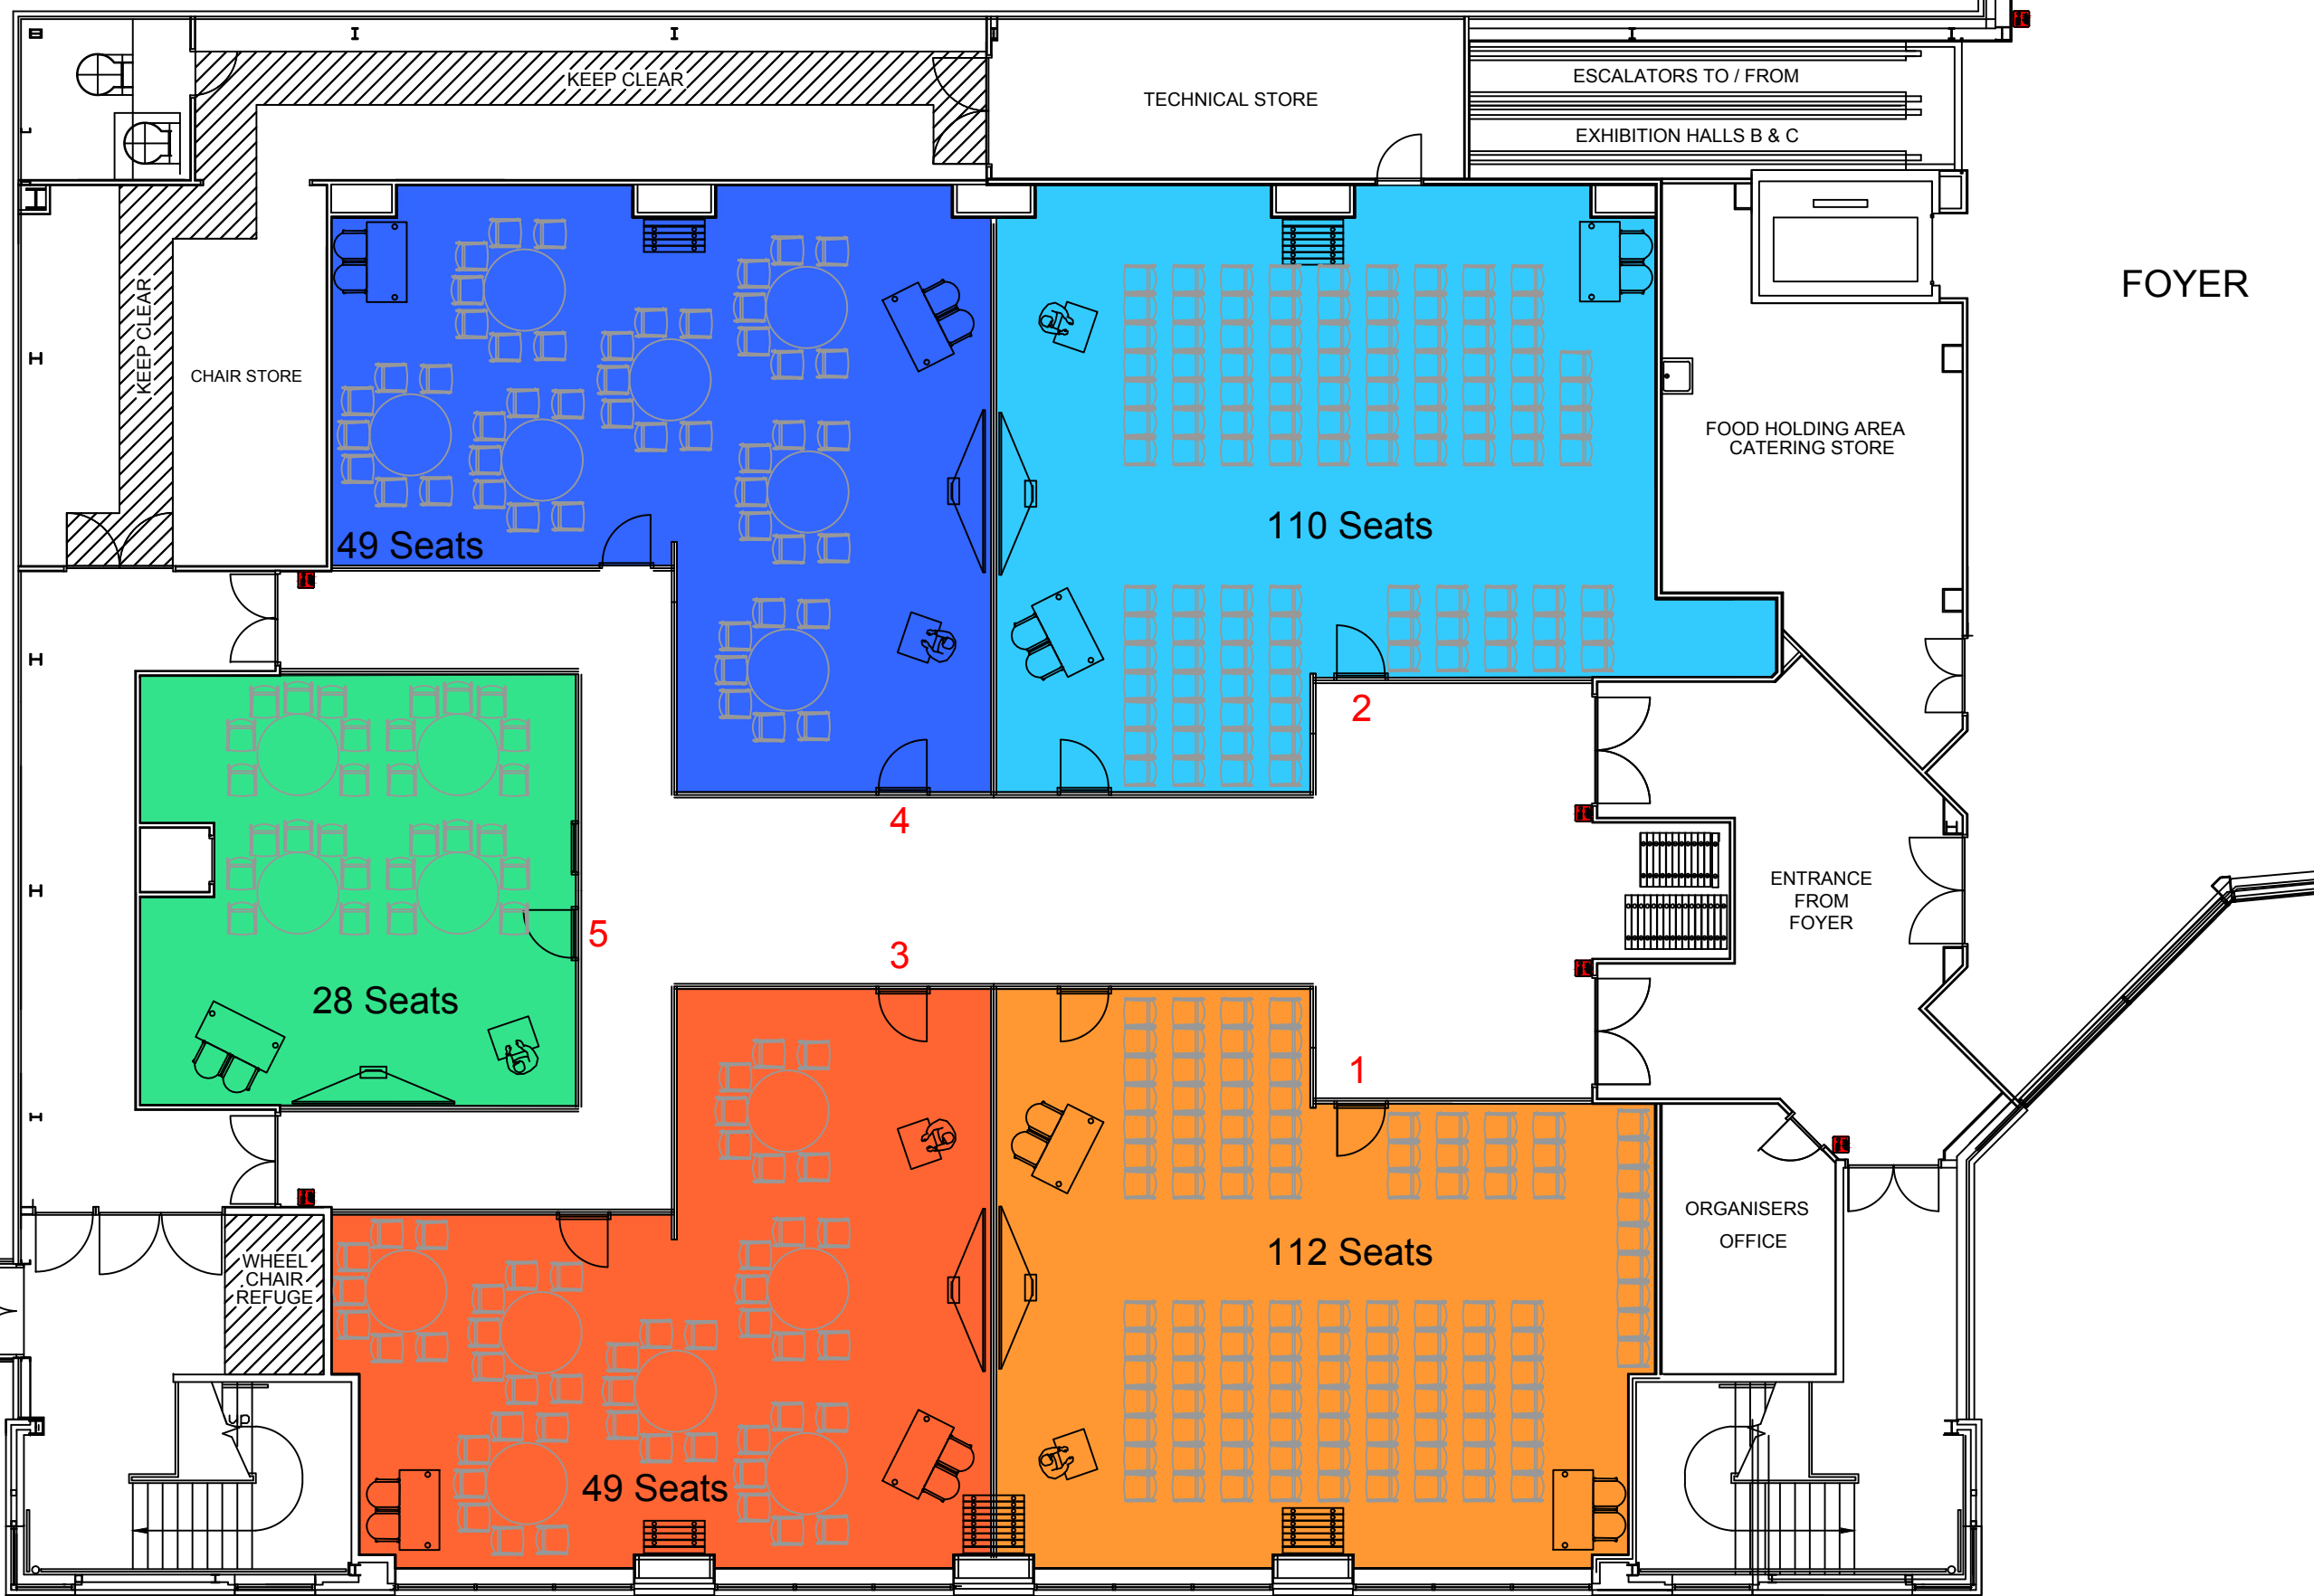 KEEP CLEAR
TECHNICAL STORE
ESCALATORS TO / FROM
EXHIBITION HALLS B & C
FOYER
KEEP CLEAR
CHAIR STORE
FOOD HOLDING AREA
CATERING STORE
49 Seats
110 Seats
2
4
ENTRANCE
FROM
FOYER
5
3
28 Seats
1
ORGANISERS
OFFICE
112 Seats
WHEEL
CHAIR
REFUGE
up
49 Seats